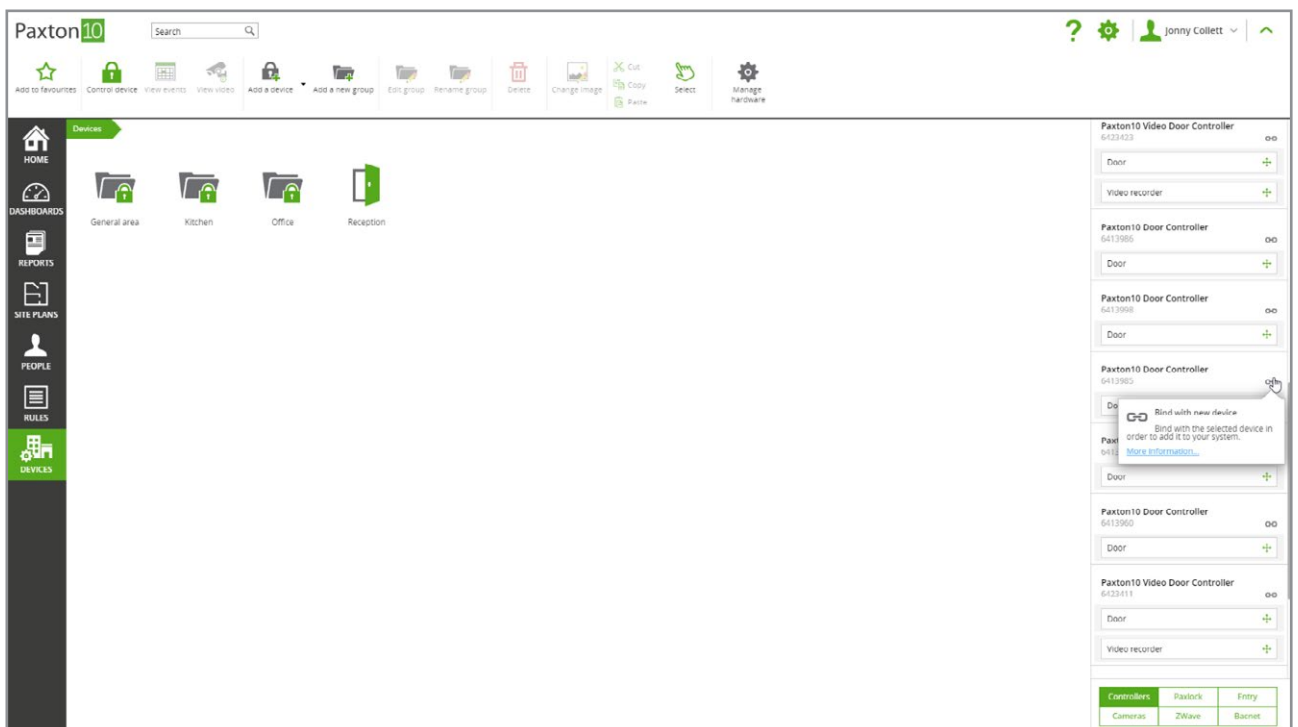 Paxton10
Search
Jonny Collett
Add to favourites
Control device
View events
View video
Add a device
Add a new group
Edit group
Rename group
Delete
Change image
Cut
Copy
Paste
Select
Manage
hardware
HOME
DASHBOARDS
REPORTS
SITE PLANS
PEOPLE
RULES
DEVICES
Devices
General area
Kitchen
Office
Reception
Paxton10 Video Door Controller
6423423
Door
Video recorder
Paxton10 Door Controller
6413986
Door
Paxton10 Door Controller
6413998
Door
Paxton10 Door Controller
6413985
Do
Bind with new device
Bind with the selected device in
order to add it to your system.
More Information...
Pax
Door
Paxton10 Door Controller
6413960
Door
Paxton10 Video Door Controller
6423411
Door
Video recorder
Controllers
Paxlock
Entry
Cameras
ZWave
Bacnet